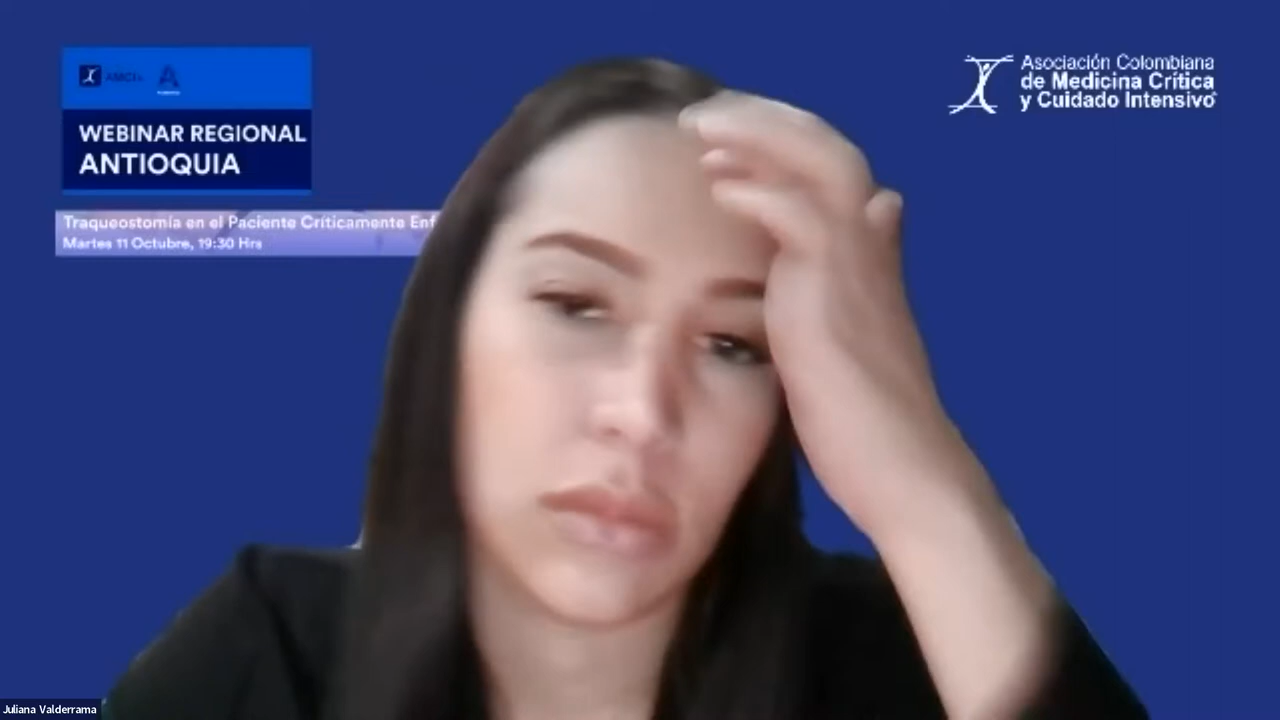 AMCI
WEBINAR REGIONAL
ANTIOQUIA
Traqueostomía en el Paciente Críticamente Enf
Martes 11 Octubre, 19:30 Hrs
Asociación Colombiana
de Medicina Crítica
y Cuidado Intensivo
Juliana Valderrama